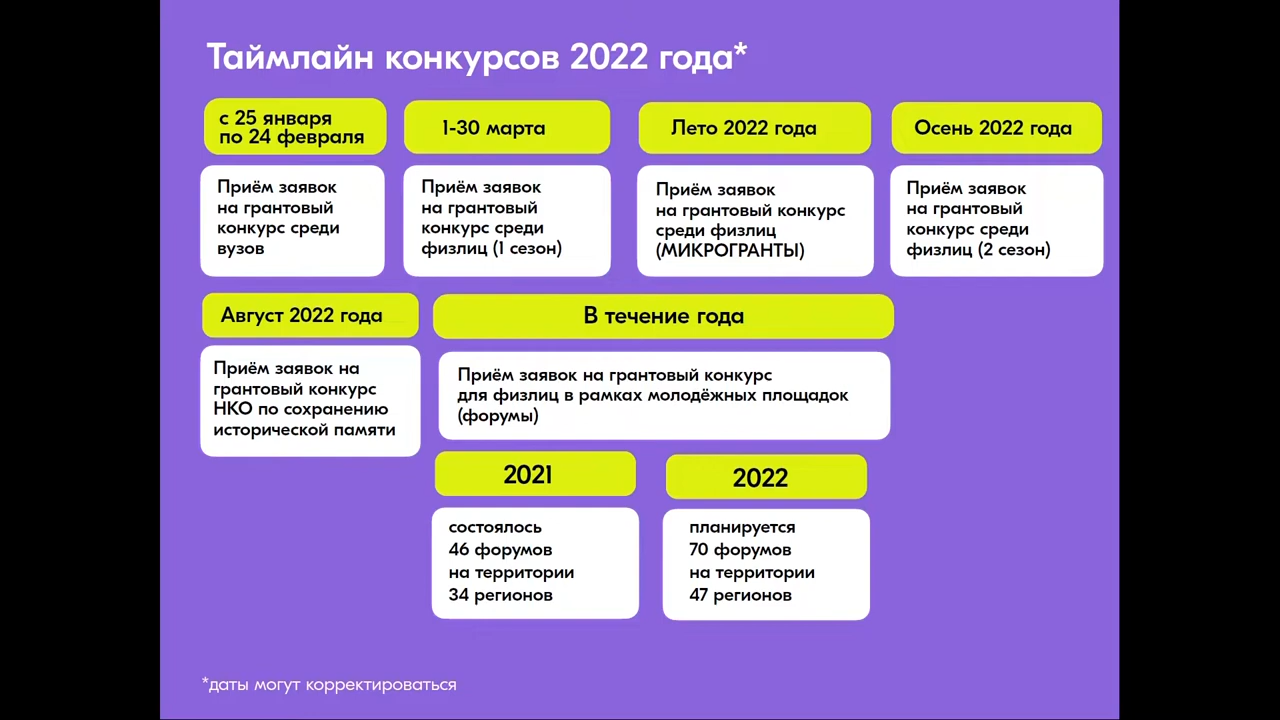 Таймлайн конкурсов 2022 года*
с 25 января
по 24 февраля
Приём заявок
на грантовый
конкурс среди
вузов
1-30 марта
Приём заявок
на грантовый
конкурс среди
физлиц (1 сезон)
Лето 2022 года
Приём заявок
на грантовый конкурс
среди физлиц
(МИКРОГРАНТЫ)
Осень 2022 года
Приём заявок
на грантовый
конкурс среди
физлиц (2 сезон)
Август 2022 года
Приём заявок на
грантовый конкурс
НКО по сохранению
исторической памяти
В течение года
Приём заявок на грантовый конкурс
для физлиц в рамках молодёжных площадок
(форумы)
2021
состоялось
46 форумов
на территории
34 регионов
2022
планируется
70 форумов
на территории
47 регионов
*даты могут корректироваться